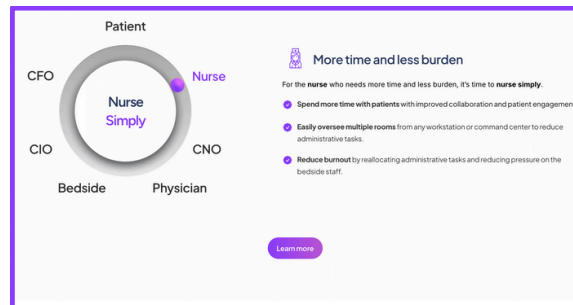 Patient
CFO
Nurse
Nurse
Simply
CIO
CNO
Bedside
Physician
More time and less burden
For the nurse who needs more time and less burden, it's time to nurse simply.
Spend more time with patients with improved collaboration and patient engagemen
Easily oversee multiple rooms from any workstation or command center to reduce
administrative tasks.
Reduce burnout by reallocating administrative tasks and reducing pressure on the
bedside staff.
Learn more